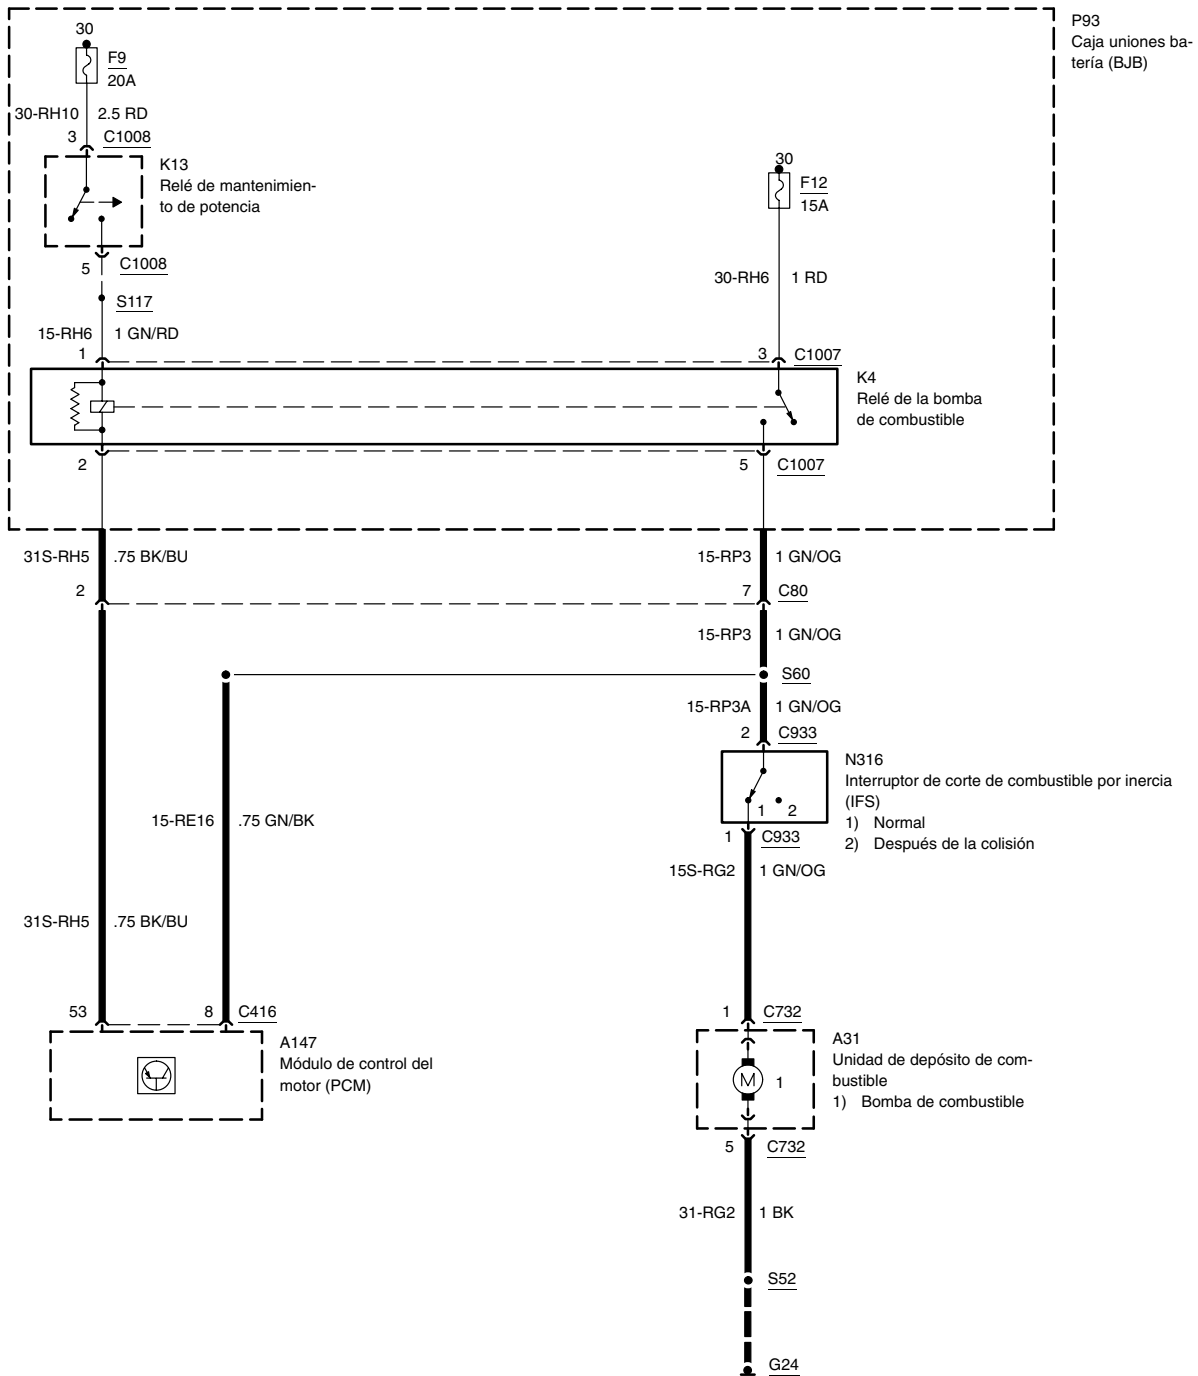 P93
Caja uniones ba-
tería (BJB)
30
F9
20A
30-RH10 2.5 RD
3 C1008
K13
Relé de mantenimien-
to de potencia
5 C1008
S117
15-RH6 1 GN/RD
1
30
F12
15A
30-RH6 1 RD
3 C1007
K4
Relé de la bomba
de combustible
2
5 C1007
31S-RH5 .75 BK/BU
15-RP3 1 GN/OG
2
7 C80
15-RP3 1 GN/OG
S60
15-RP3A 1 GN/OG
2 C933
N316
Interruptor de corte de combustible por inercia
(IFS)
1) Normal
2) Después de la colisión
1 2
1 C933
15-RE16 .75 GN/BK
15S-RG2 1 GN/OG
31S-RH5 .75 BK/BU
53
8 C416
A147
Módulo de control del
motor (PCM)
1 C732
A31
Unidad de depósito de com-
bustible
1) Bomba de combustible
M 1
5 C732
31-RG2 1 BK
S52
G24